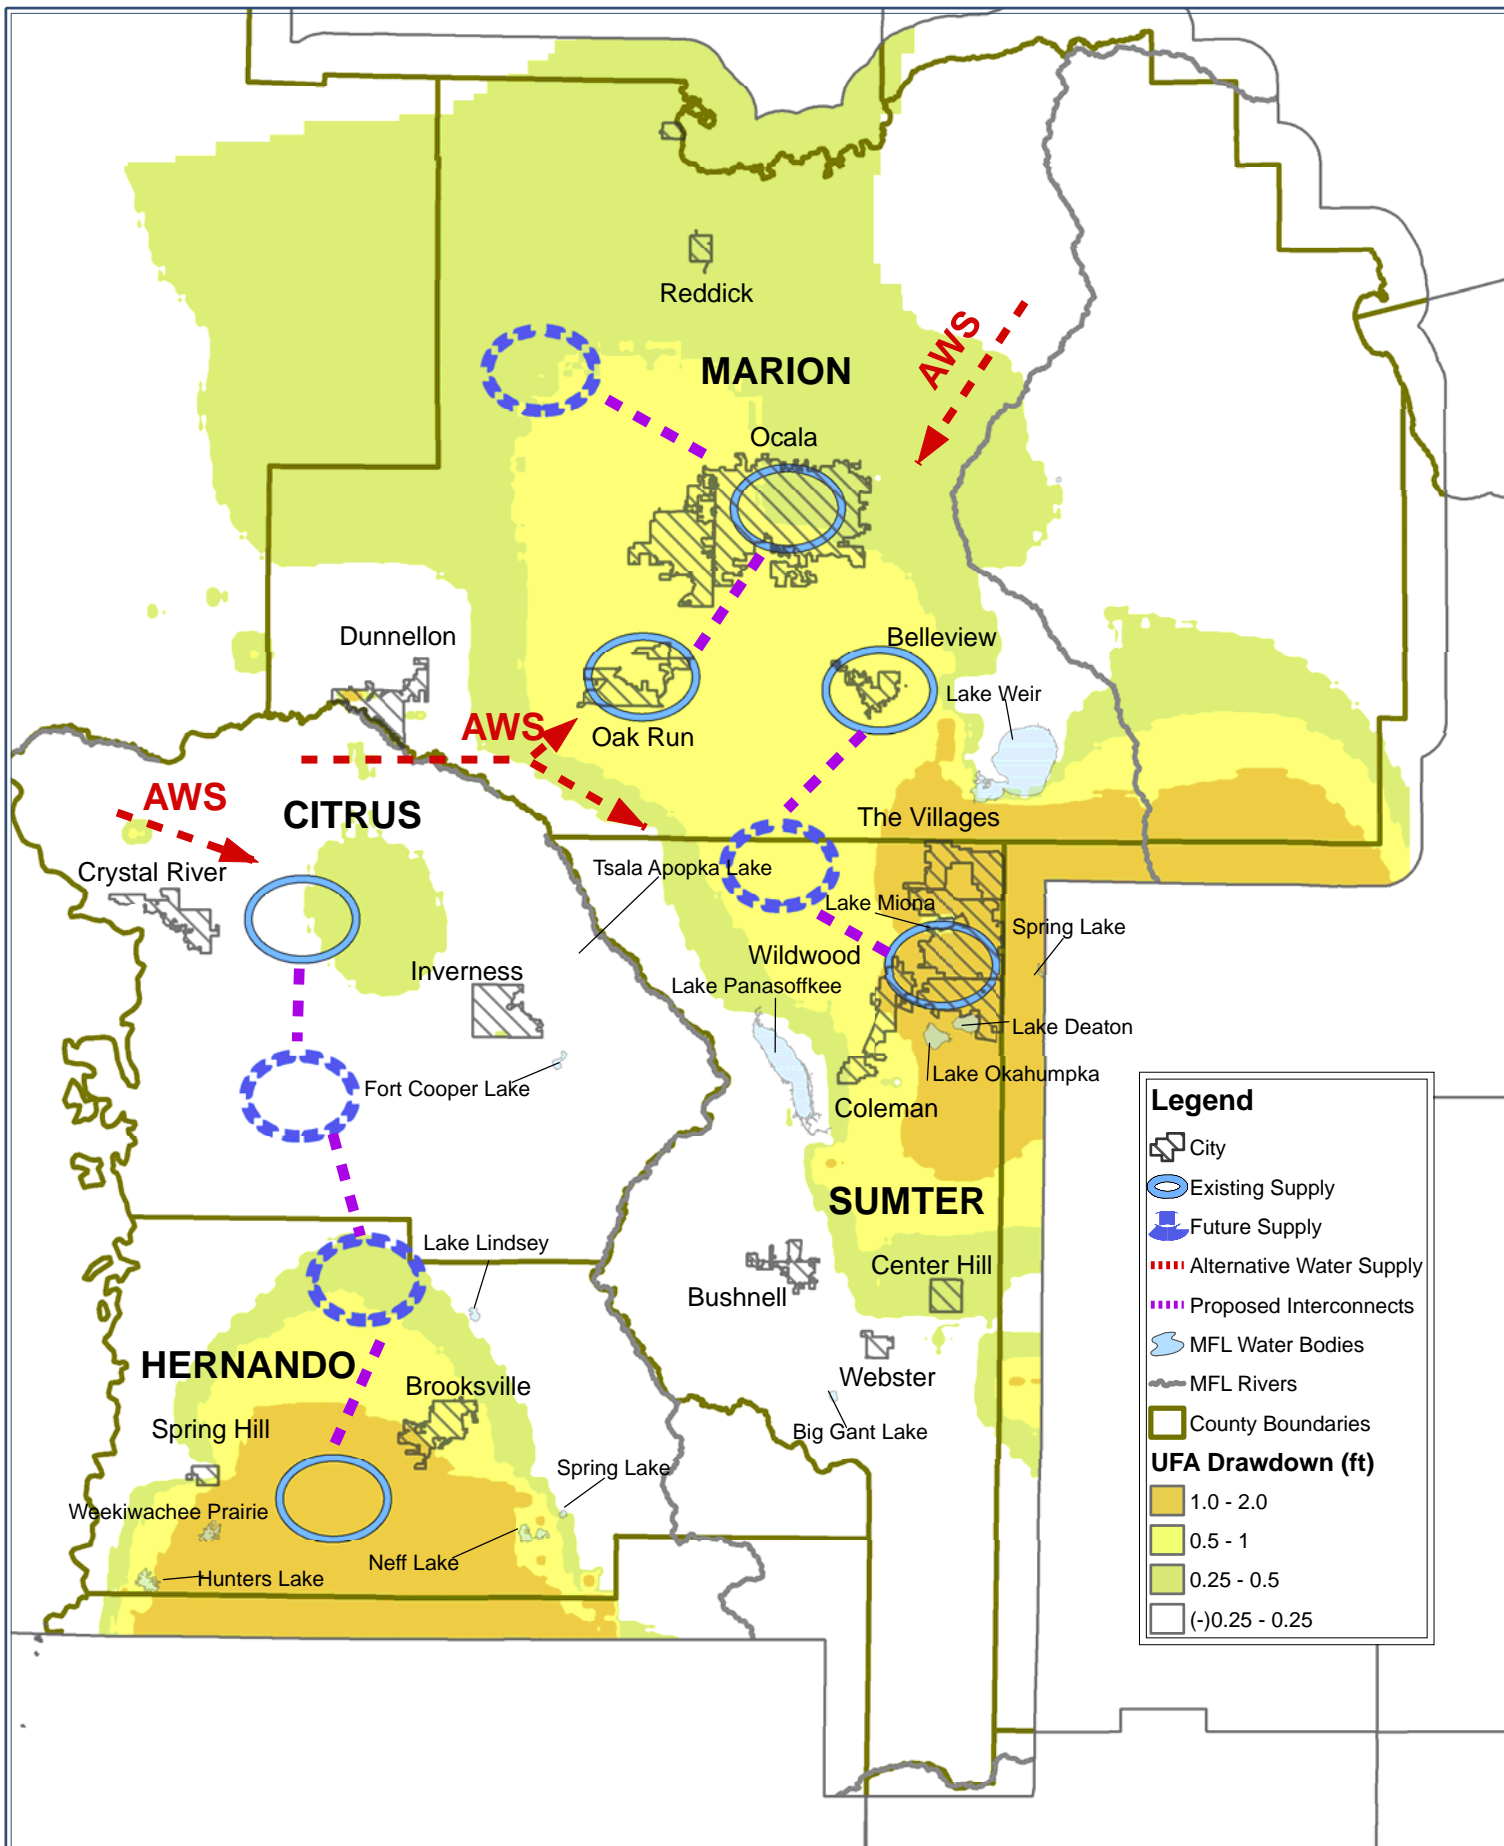 Reddick
MARION
AWS
Ocala
Dunnellon
Belleview
Lake Weir
AWS
Oak Run
AWS
CITRUS
The Villages
Crystal River
Tsala Apopka Lake
Lake Miona
Spring Lake
Wildwood
Inverness
Lake Panasoffkee
Lake Deaton
Lake Okahumpka
Fort Cooper Lake
Coleman
SUMTER
Lake Lindsey
Center Hill
Bushnell
HERNANDO
Webster
Brooksville
Spring Hill
Big Gant Lake
Spring Lake
Weekiwachee Prairie
Neff Lake
Hunters Lake
Legend
City
Existing Supply
Future Supply
Alternative Water Supply
Proposed Interconnects
MFL Water Bodies
MFL Rivers
County Boundaries
UFA Drawdown (ft)
1.0 - 2.0
0.5 - 1
0.25 - 0.5
(-)0.25 - 0.25